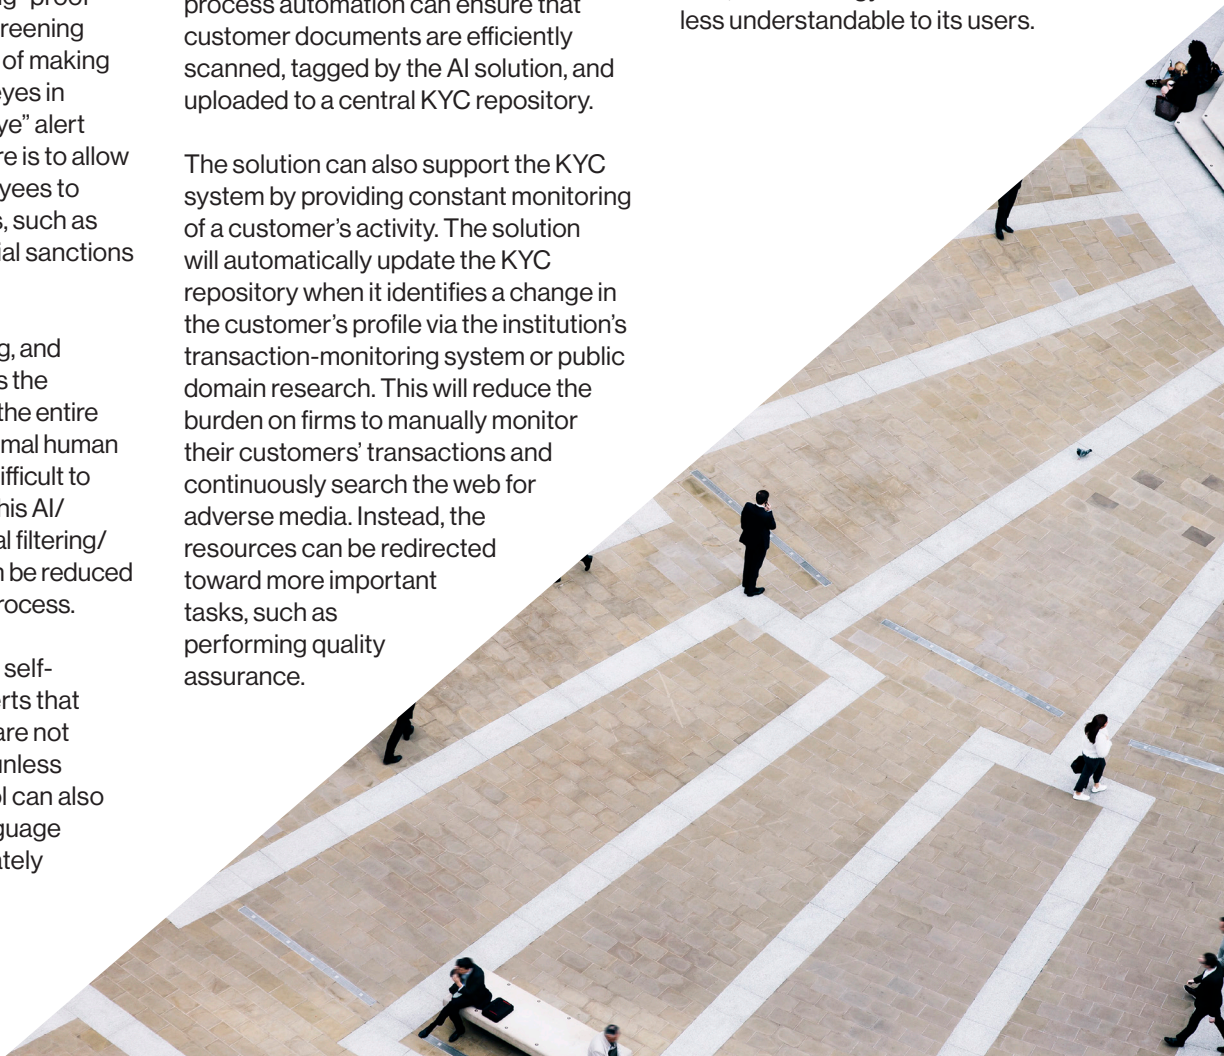 reening
of making
eyes in
ye” alert
re is to allow
yees to
s, such as
ial sanctions
g, and
s the
the entire
mal human
ifficult to
his AI/
al filtering/
n be reduced
rocess.
self-
rts that
are not
unless
ol can also
guage
ately
process automation can ensure that
customer documents are efficiently
scanned, tagged by the AI solution, and
uploaded to a central KYC repository.
The solution can also support the KYC
system by providing constant monitoring
of a customer’s activity. The solution
will automatically update the KYC
repository when it identifies a change in
the customer’s profile via the institution’s
transaction-monitoring system or public
domain research. This will reduce the
burden on firms to manually monitor
their customers’ transactions and
continuously search the web for
adverse media. Instead, the
resources can be redirected
toward more important
tasks, such as
performing quality
assurance.
less understandable to its users.